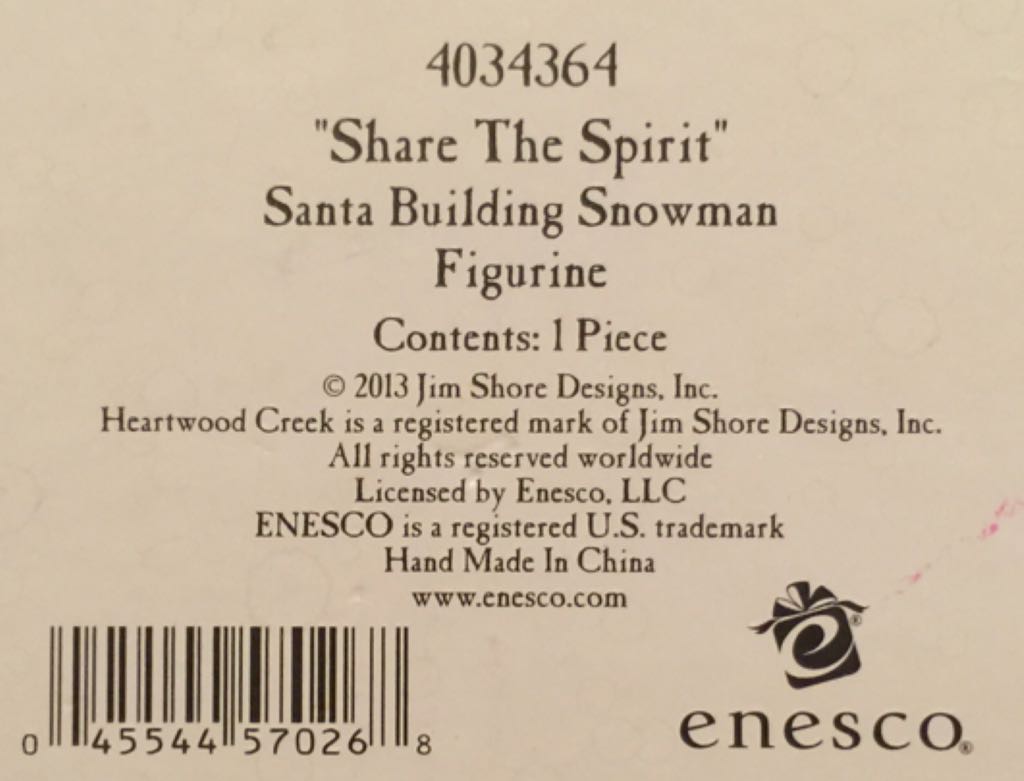 4034364
"Share The Spirit"
Santa Building Snowman
Figurine
Contents: 1 Piece
© 2013 Jim Shore Designs, Inc.
Heartwood Creek is a registered mark of Jim Shore Designs, Inc.
All rights reserved worldwide
Licensed by Enesco, LLC
ENESCO is a registered U.S. trademark
Hand Made In China
www.enesco.com
0 45544 57026 8
e®
enesco®